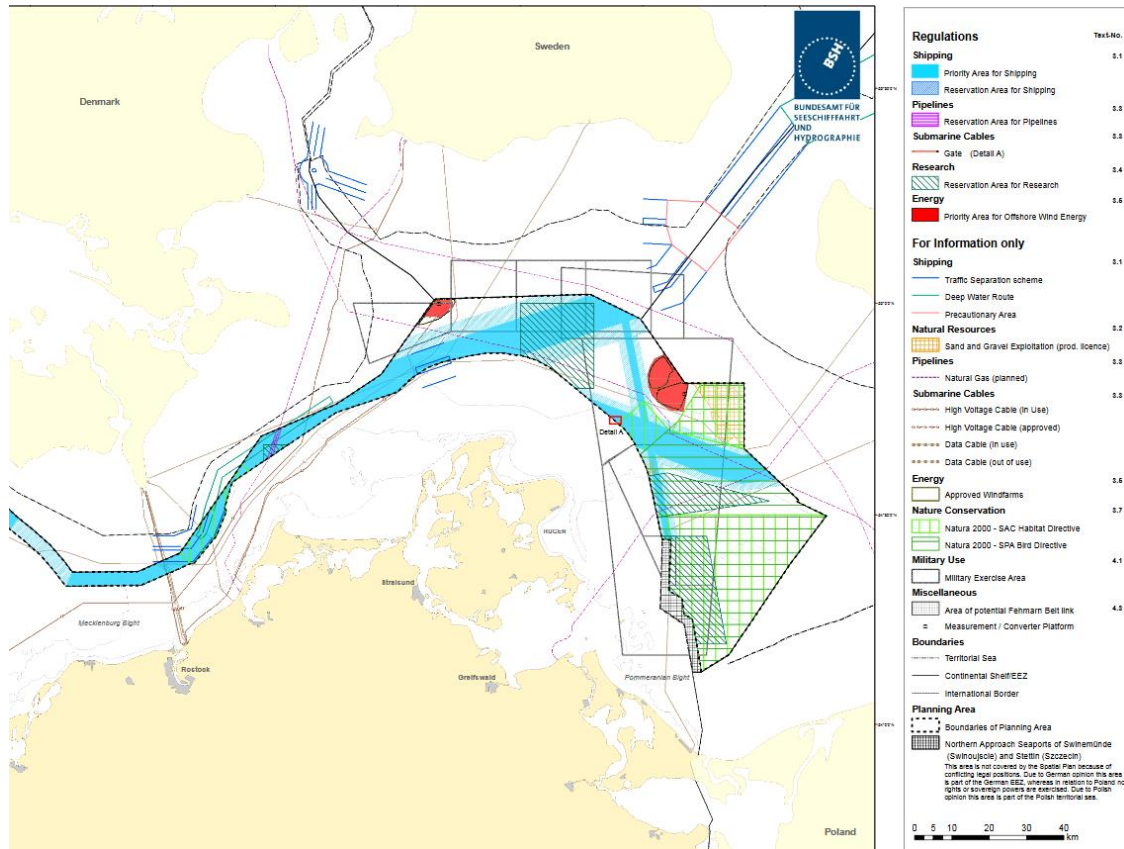 Sweden
Denmark
BSH
BUNDESAMT FÜR
SEESCHIFFFAHRT
UND
HYDROGRAPHIE
Detail A
RÜGEN
Stralsund
Mecklenburg Bight
Rostock
Greifswald
Pommeranian Bight
Poland
Regulations Text-No.
Shipping 3.1
Priority Area for Shipping
Reservation Area for Shipping
Pipelines 3.3
Reservation Area for Pipelines
Submarine Cables 3.3
Gate (Detail A)
Research 3.4
Reservation Area for Research
Energy 3.5
Priority Area for Offshore Wind Energy
For Information only
Shipping 3.1
Traffic Separation scheme
Deep Water Route
Precautionary Area
Natural Resources 3.2
Sand and Gravel Exploitation (prod. licence)
Pipelines 3.3
Natural Gas (planned)
Submarine Cables 3.3
High Voltage Cable (in Use)
High Voltage Cable (approved)
Data Cable (in use)
Data Cable (out of use)
Energy 3.5
Approved Windfarms
Nature Conservation 3.7
Natura 2000 - SAC Habitat Directive
Natura 2000 - SPA Bird Directive
Military Use 4.1
Military Exercise Area
Miscellaneous
Area of potential Fehmarn Belt link
Measurement / Converter Platform
Boundaries
Territorial Sea
Continental Shelf/EEZ
International Border
Planning Area
Boundaries of Planning Area
Northern Approach Seaports of Swinemünde
(Swinoujscie) and Stettin (Szczecin)
This area is not covered by the Spatial Plan because of
conflicting legal positions. Due to German opinion this area
is part of the German EEZ, whereas in relation to Poland no
rights or sovereign powers are exercised. Due to Polish
opinion this area is part of the Polish territorial sea.
0 5 10 20 30 40
km